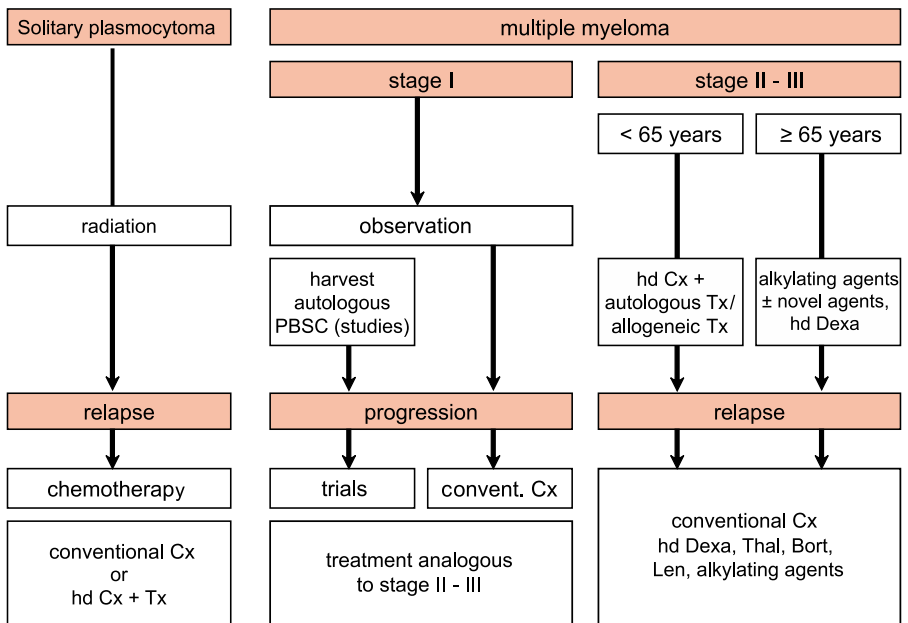 Solitary plasmocytoma
radiation
relapse
chemotherapy
conventional Cx
or
hd Cx + Tx
multiple myeloma
stage I
observation
harvest
autologous
PBSC (studies)
progression
trials
convent. Cx
treatment analogous
to stage II - III
stage II - III
< 65 years
≥ 65 years
hd Cx +
autologous Tx/
allogeneic Tx
alkylating agents
± novel agents,
hd Dexa
relapse
conventional Cx
hd Dexa, Thal, Bort,
Len, alkylating agents